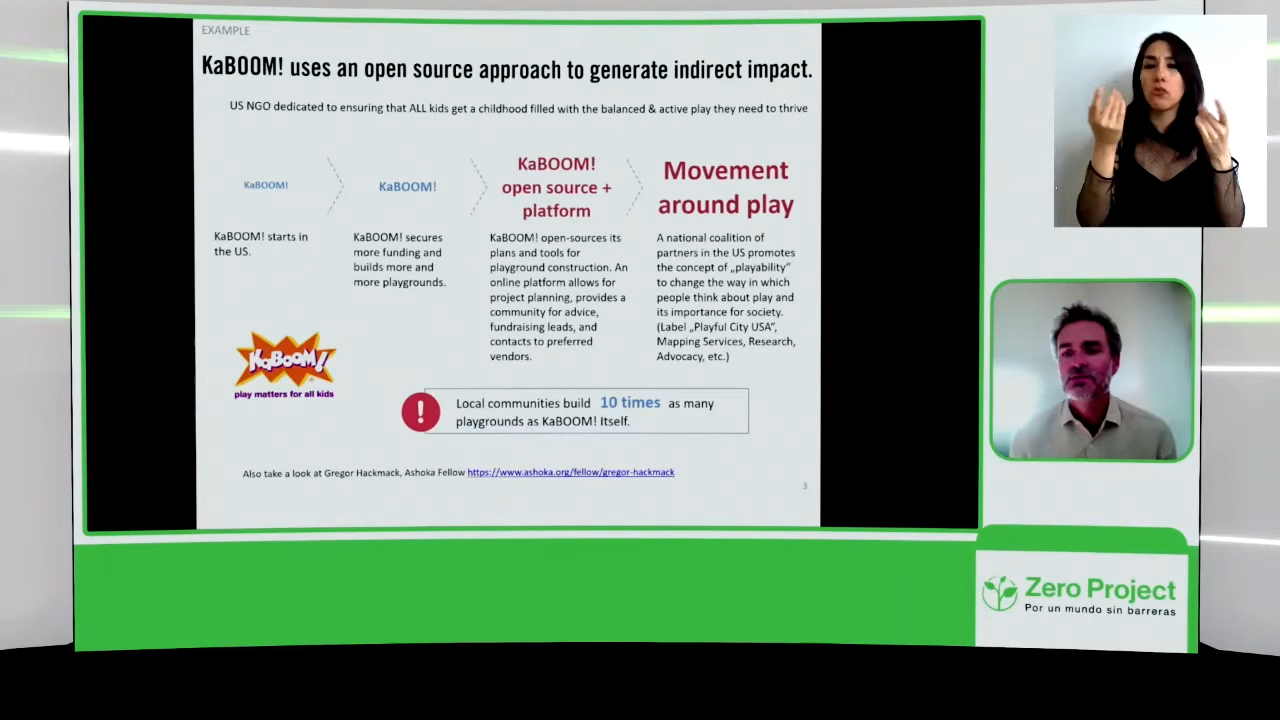 EXAMPLE
KaBOOM! uses an open source approach to generate indirect impact.
US NGO dedicated to ensuring that ALL kids get a childhood filled with the balanced & active play they need to thrive
KaBOOM!
KaBOOM! starts in
the US.
KaBOOM!
KaBOOM! secures
more funding and
builds more and
more playgrounds.
KaBOOM!
open source +
platform
KaBOOM! open-sources its
plans and tools for
playground construction. An
online platform allows for
project planning, provides a
community for advice,
fundraising leads, and
contacts to preferred
vendors.
Movement
around play
A national coalition of
partners in the US promotes
the concept of „playability"
to change the way in which
people think about play and
its importance for society.
(Label „Playful City USA",
Mapping Services, Research,
Advocacy, etc.)
KaBOOM!
play matters for all kids
!
Local communities build 10 times as many
playgrounds as KaBOOM! Itself.
Also take a look at Gregor Hackmack, Ashoka Fellow https://www.ashoka.org/fellow/gregor-hackmack
3
Zero Project
Por un mundo sin barreras